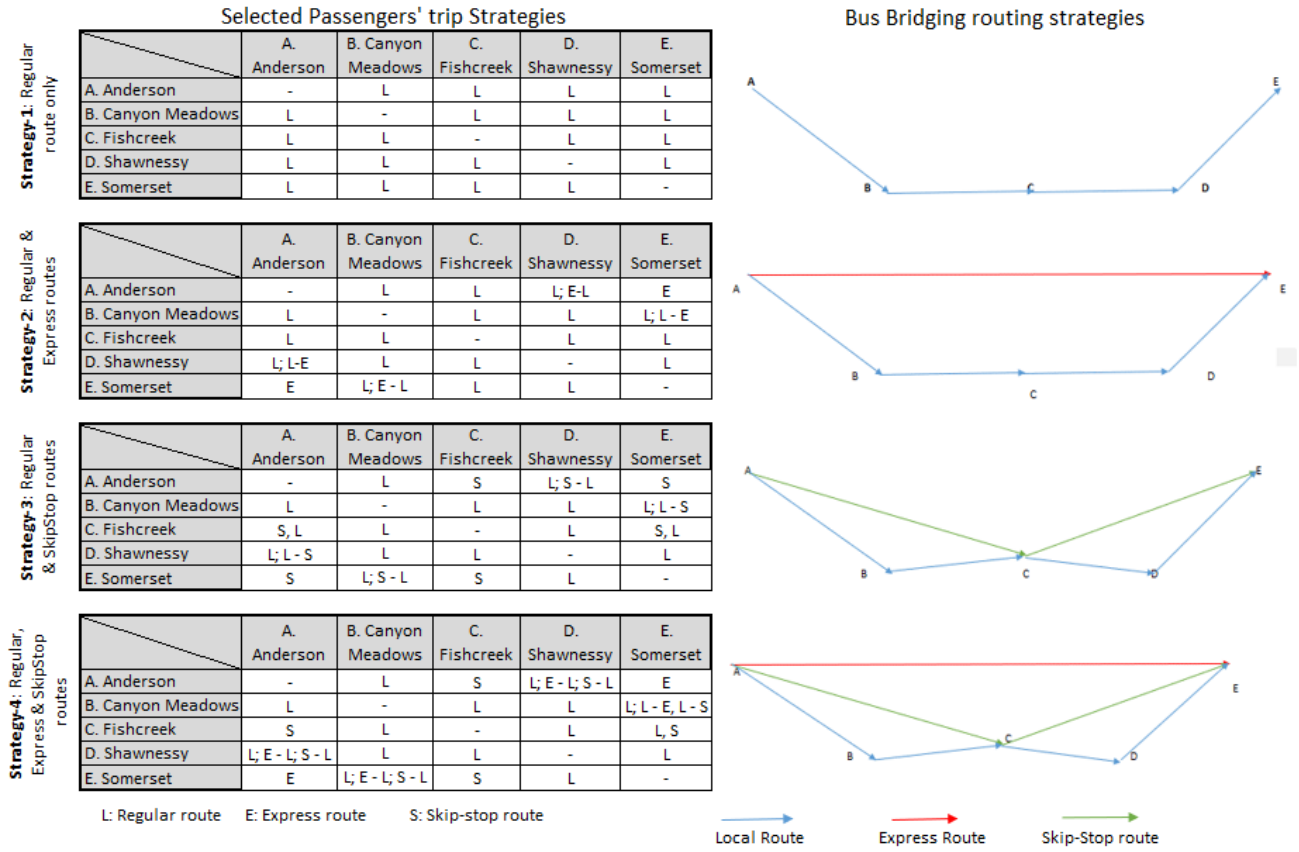 Selected Passengers' trip Strategies
Bus Bridging routing strategies
Strategy-1: Regular
route only
A.
Anderson
B. Canyon
Meadows
C.
Fishcreek
D.
Shawnessy
E.
Somerset
A. Anderson - L L L L
B. Canyon Meadows L - L L L
C. Fishcreek L L - L L
D. Shawnessy L L L - L
E. Somerset L L L L -
A
B
C
D
E
Strategy-2: Regular &
Express routes
A.
Anderson
B. Canyon
Meadows
C.
Fishcreek
D.
Shawnessy
E.
Somerset
A. Anderson - L L L; E-L E
B. Canyon Meadows L - L L L; L - E
C. Fishcreek L L - L L
D. Shawnessy L; L-E L L - L
E. Somerset E L; E - L L L -
A
B
C
D
E
Strategy-3: Regular
& SkipStop routes
A.
Anderson
B. Canyon
Meadows
C.
Fishcreek
D.
Shawnessy
E.
Somerset
A. Anderson - L S L; S - L S
B. Canyon Meadows L - L L L; L - S
C. Fishcreek S, L L - L S, L
D. Shawnessy L; L - S L L - L
E. Somerset S L; S - L S L -
A
B
C
D
E
Strategy-4: Regular,
Express & SkipStop
routes
A.
Anderson
B. Canyon
Meadows
C.
Fishcreek
D.
Shawnessy
E.
Somerset
A. Anderson - L S L; E - L; S - L E
B. Canyon Meadows L - L L L; L - E, L - S
C. Fishcreek S L - L L, S
D. Shawnessy L; E - L; S - L L L - L
E. Somerset E L; E - L; S - L S L -
A
B
C
D
E
L: Regular route E: Express route S: Skip-stop route
Local Route Express Route Skip-Stop route